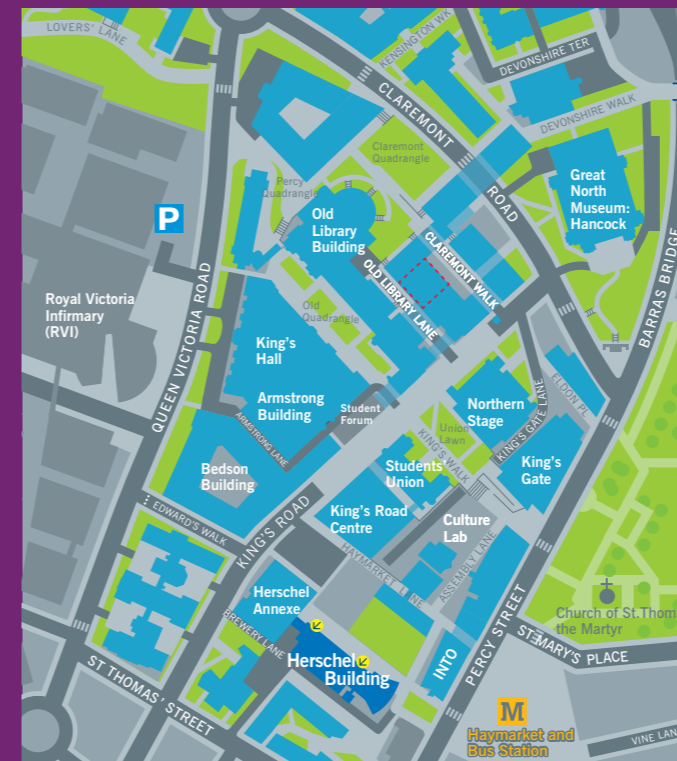 LOVERS' LANE
KENSINGTON WK
DEVONSHIRE TER
CLAREMONT
ROAD
DEVONSHIRE WALK
Claremont
Quadrangle
Percy
Quadrangle
Great
North
Museum:
Hancock
P
Old
Library
Building
CLAREMONT WALK
OLD LIBRARY LANE
BARRAS BRIDGE
QUEEN VICTORIA ROAD
Royal Victoria
Infirmary
(RVI)
Old
Quadrangle
King's
Hall
Armstrong
Building
Student
Forum
ARMSTRONG LANE
Northern
Stage
KING'S GATE LANE
ELDON PL
Union
Lawn
KING'S WALK
King's
Gate
Bedson
Building
Students
Union
King's Road
Centre
Culture
Lab
EDWARD'S WALK
KING'S ROAD
HAYMARKET LANE
ASSEMBLY LANE
Herschel
Annexe
BREWERY LANE
Herschel
Building
INTO
PERCY STREET
Church of St.Thom
the Martyr
ST MARY'S PLACE
ST THOMAS' STREET
M
Haymarket and
Bus Station
VINE LAN